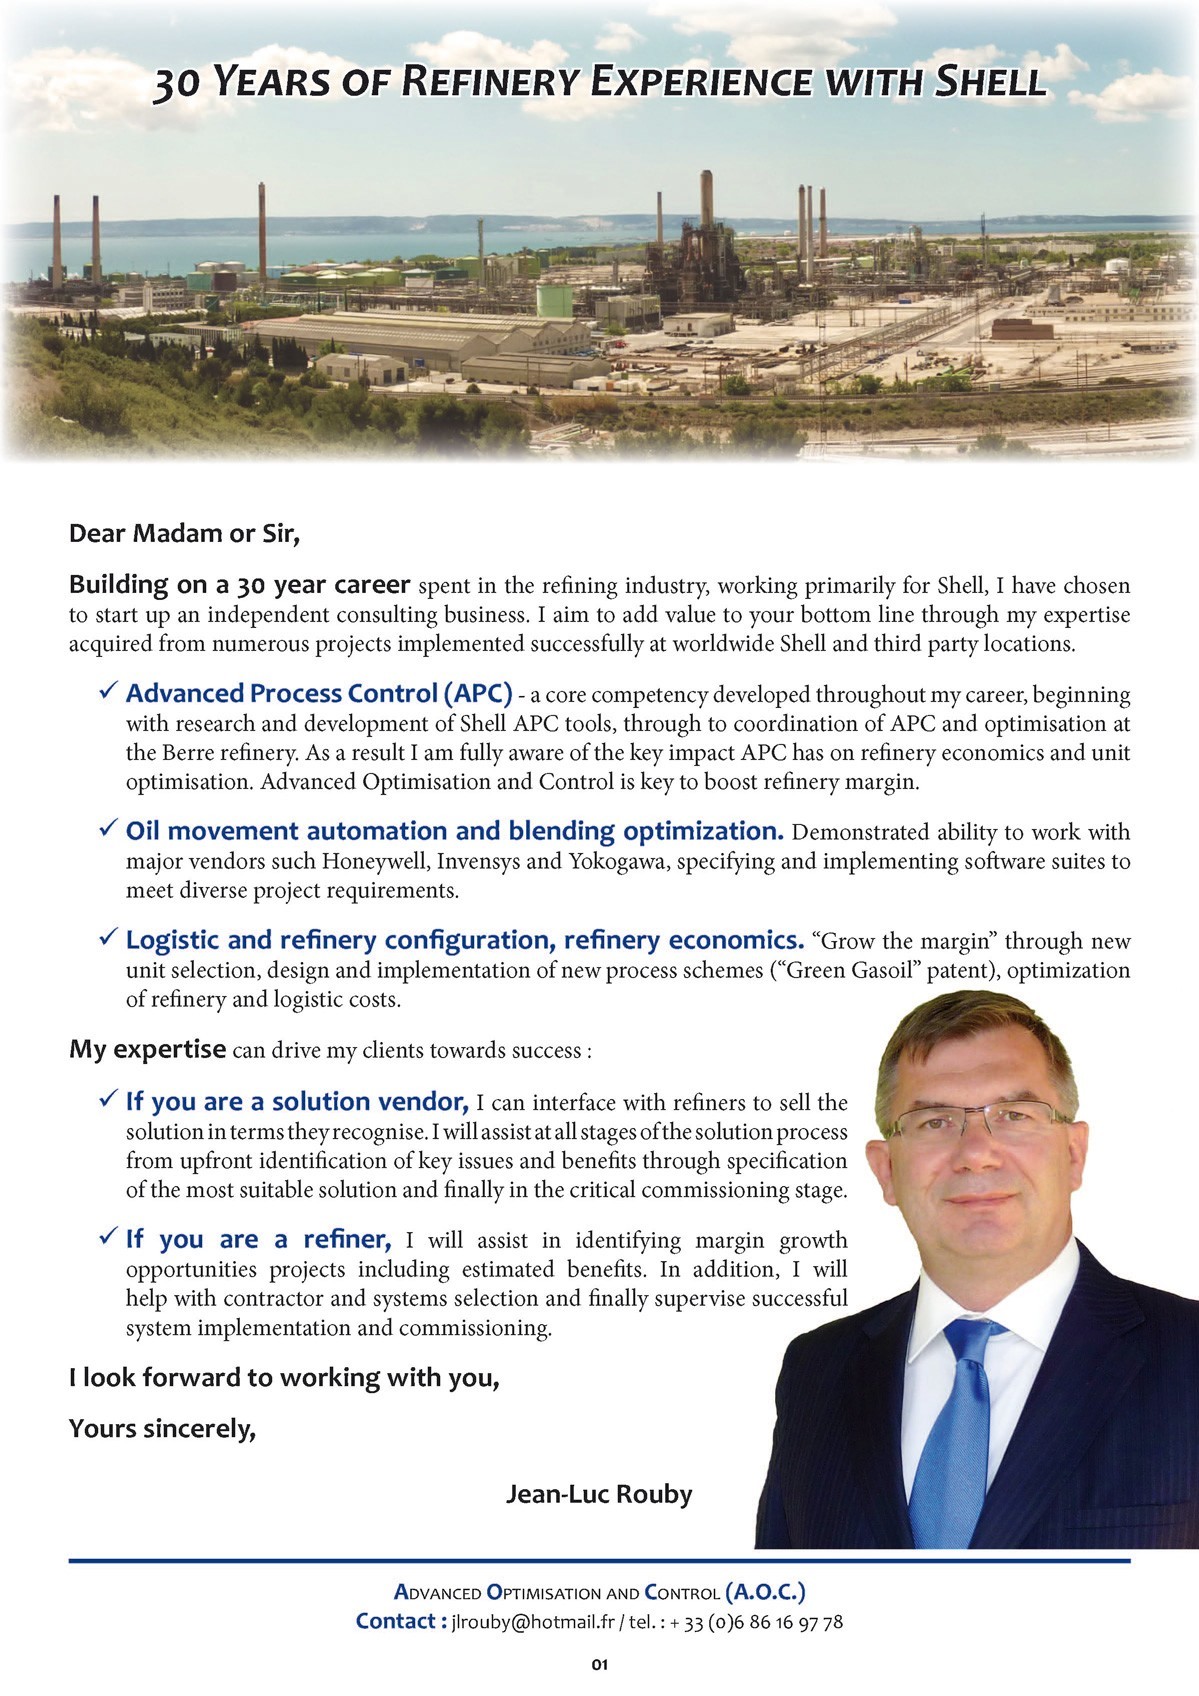 30 Years of Refinery Experience with Shell
Dear Madam or Sir,
Building on a 30 year career spent in the refining industry, working primarily for Shell, I have chosen
to start up an independent consulting business. I aim to add value to your bottom line through my expertise
acquired from numerous projects implemented successfully at worldwide Shell and third party locations.
✓ Advanced Process Control (APC) - a core competency developed throughout my career, beginning
with research and development of Shell APC tools, through to coordination of APC and optimisation at
the Berre refinery. As a result I am fully aware of the key impact APC has on refinery economics and unit
optimisation. Advanced Optimisation and Control is key to boost refinery margin.
✓ Oil movement automation and blending optimization. Demonstrated ability to work with
major vendors such Honeywell, Invensys and Yokogawa, specifying and implementing software suites to
meet diverse project requirements.
✓ Logistic and refinery configuration, refinery economics. “Grow the margin” through new
unit selection, design and implementation of new process schemes (“Green Gasoil” patent), optimization
of refinery and logistic costs.
My expertise can drive my clients towards success :
✓ If you are a solution vendor, I can interface with refiners to sell the
solution in terms they recognise. I will assist at all stages of the solution process
from upfront identification of key issues and benefits through specification
of the most suitable solution and finally in the critical commissioning stage.
✓ If you are a refiner, I will assist in identifying margin growth
opportunities projects including estimated benefits. In addition, I will
help with contractor and systems selection and finally supervise successful
system implementation and commissioning.
I look forward to working with you,
Yours sincerely,
Jean-Luc Rouby
Advanced Optimisation and Control (A.O.C.)
Contact : jlrouby@hotmail.fr / tel. : + 33 (0)6 86 16 97 78
01